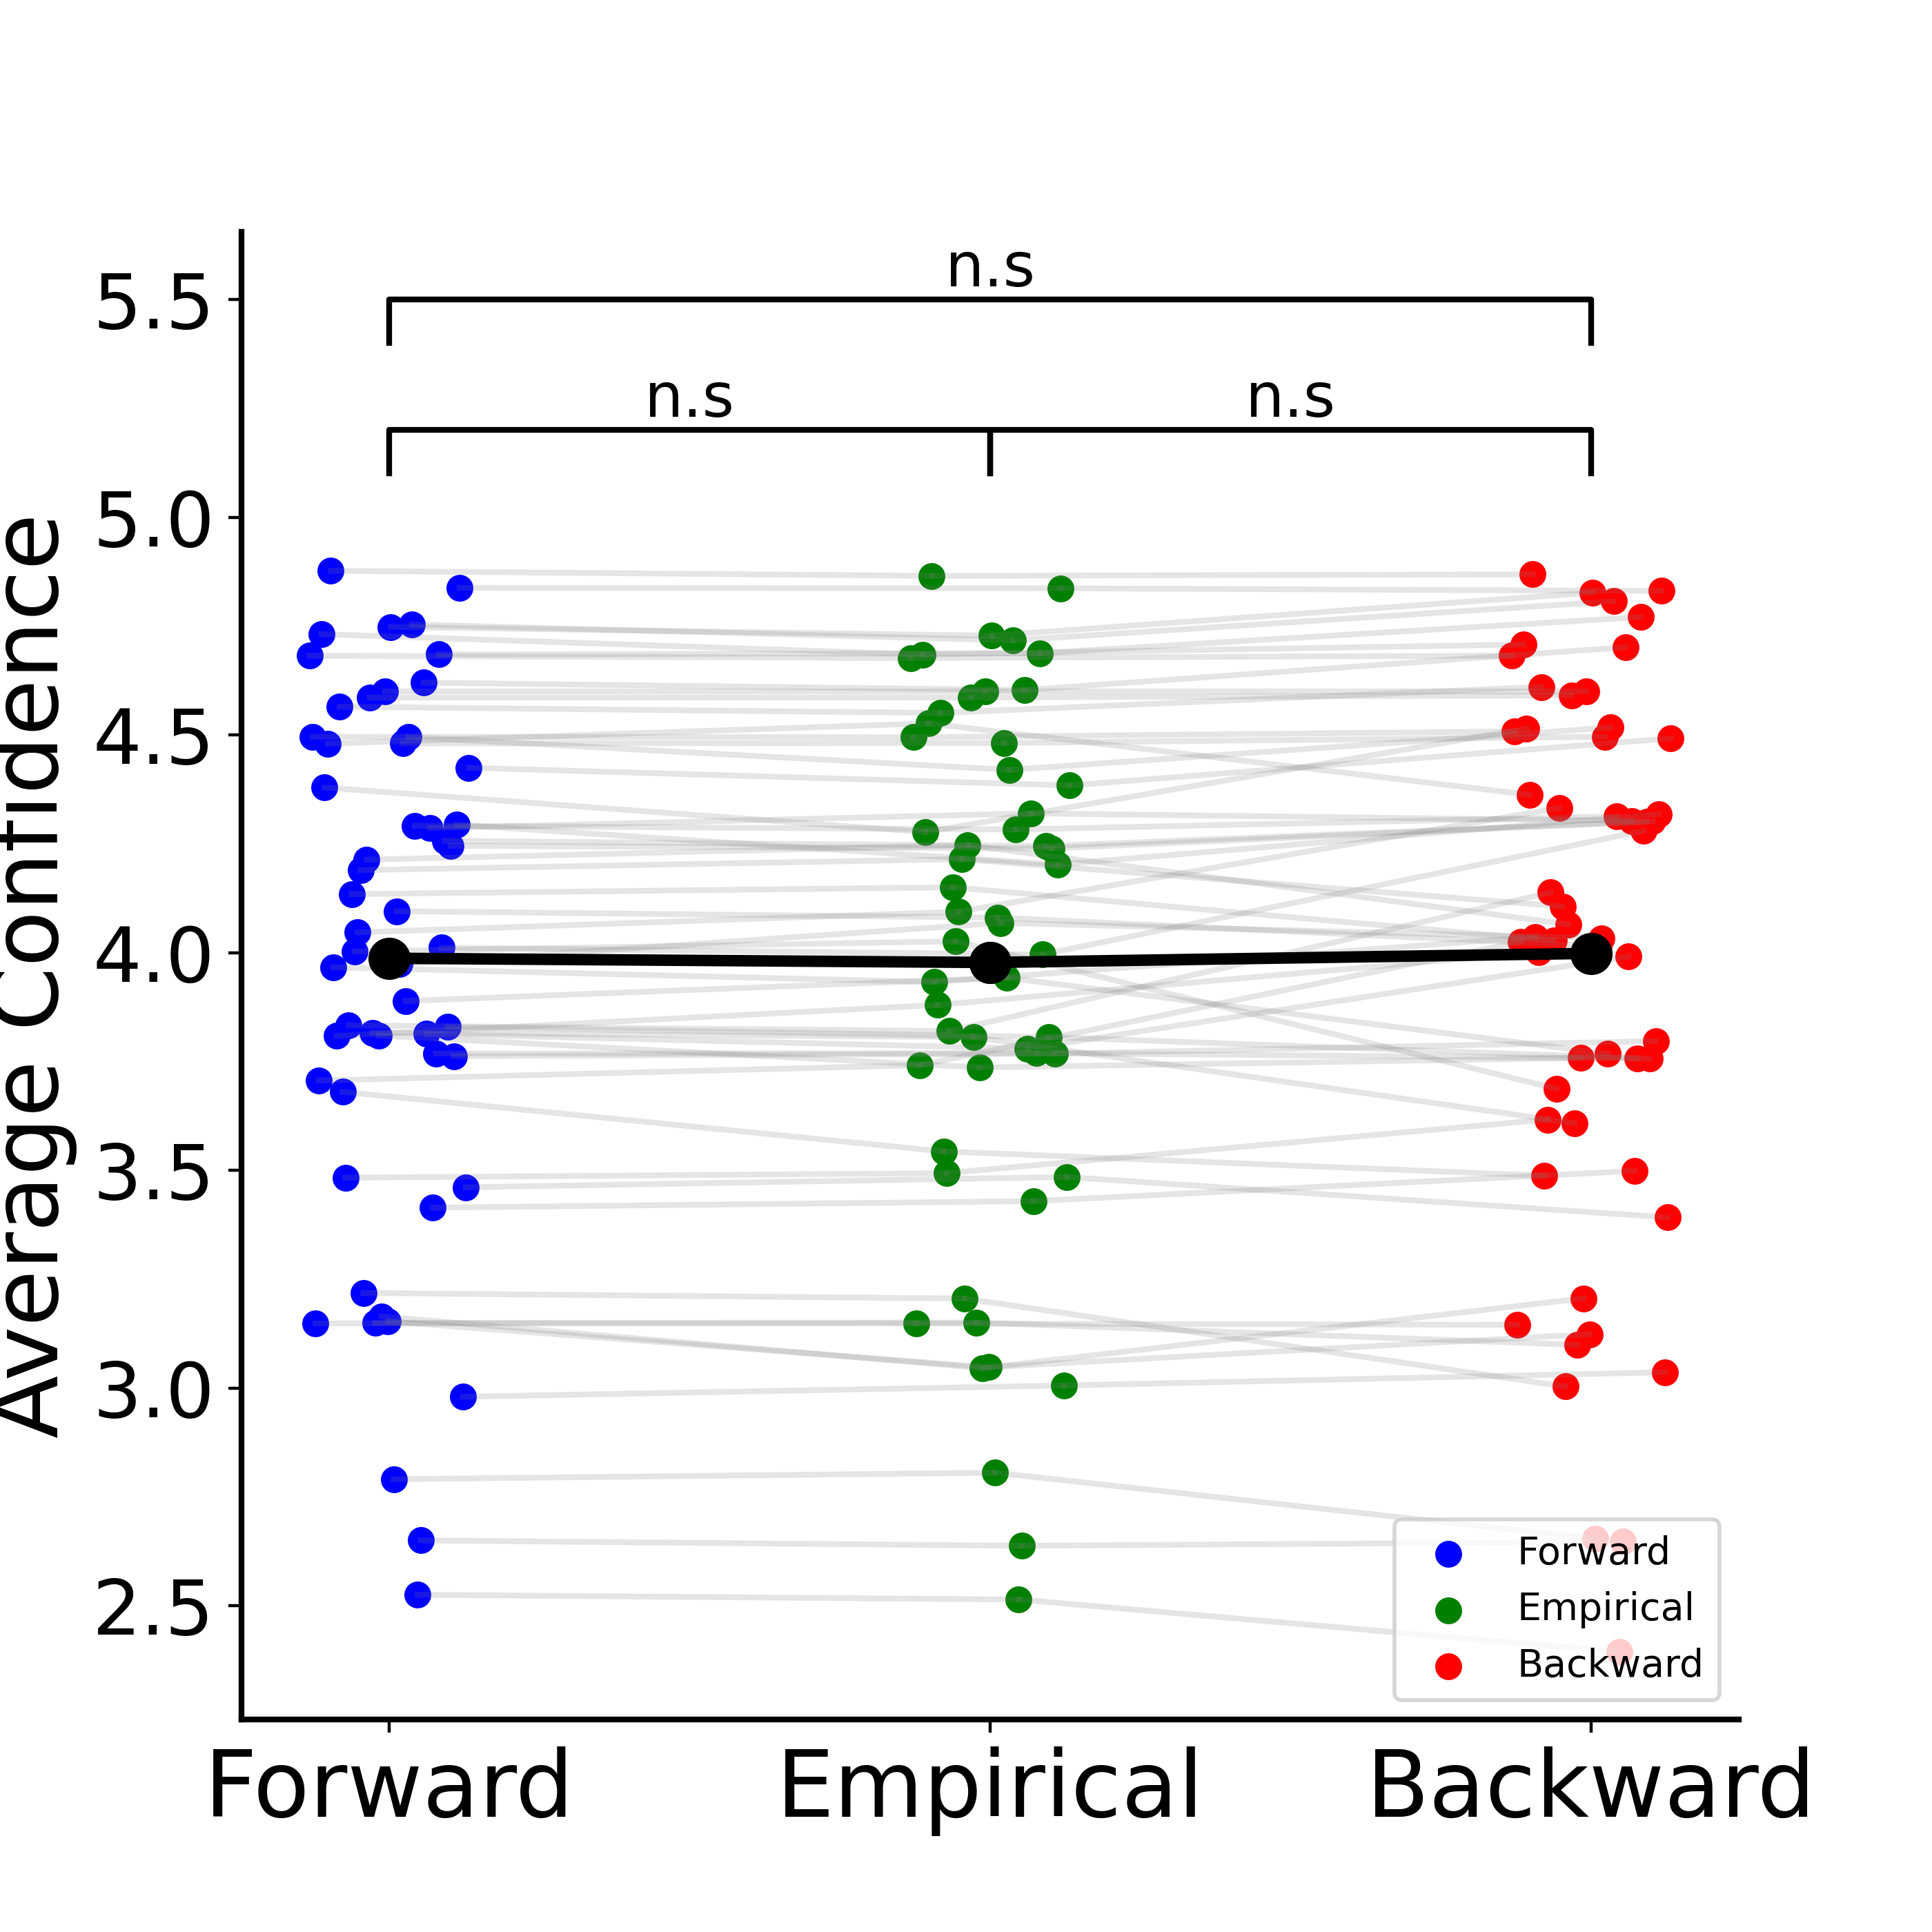 n.s
5.5
n.s n.s
5.0
4.5
4.0
3.5
3.0
2.5
Average Confidence
Forward
Empirical
Backward
Forward Empirical Backward